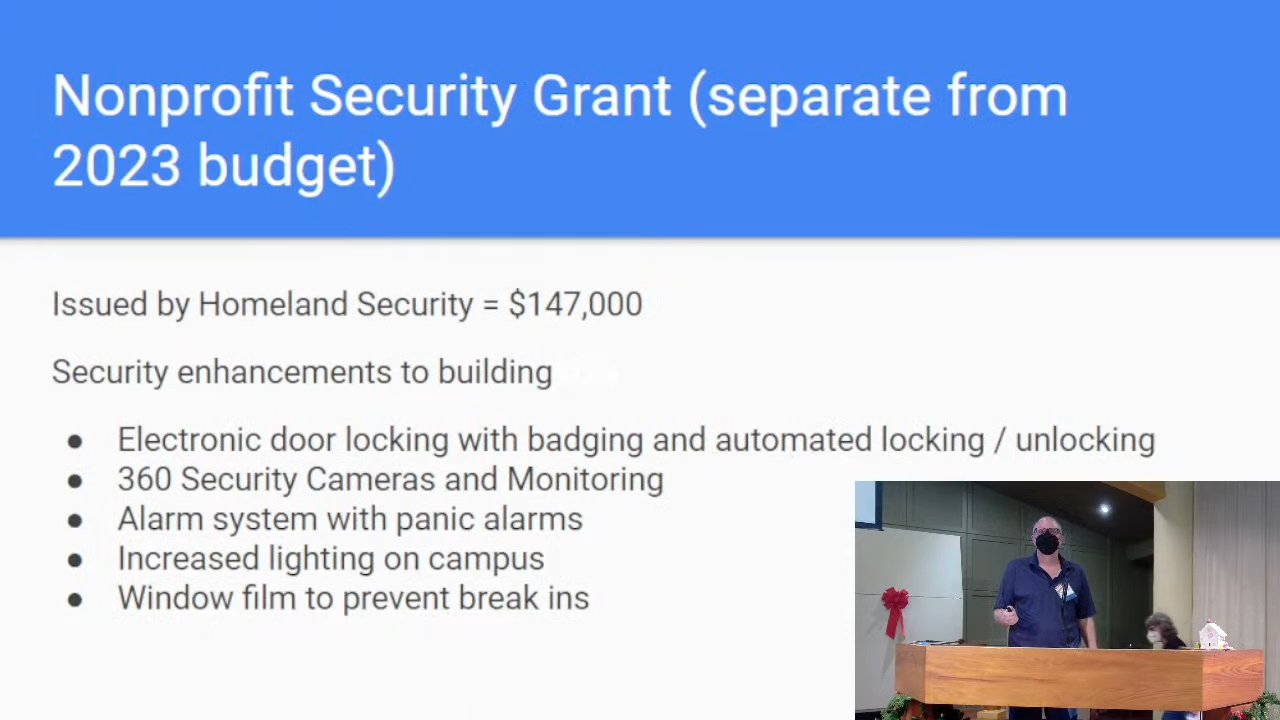 Nonprofit Security Grant (separate from
2023 budget)
Issued by Homeland Security = $147,000
Security enhancements to building
● Electronic door locking with badging and automated locking / unlocking
● 360 Security Cameras and Monitoring
● Alarm system with panic alarms
● Increased lighting on campus
● Window film to prevent break ins